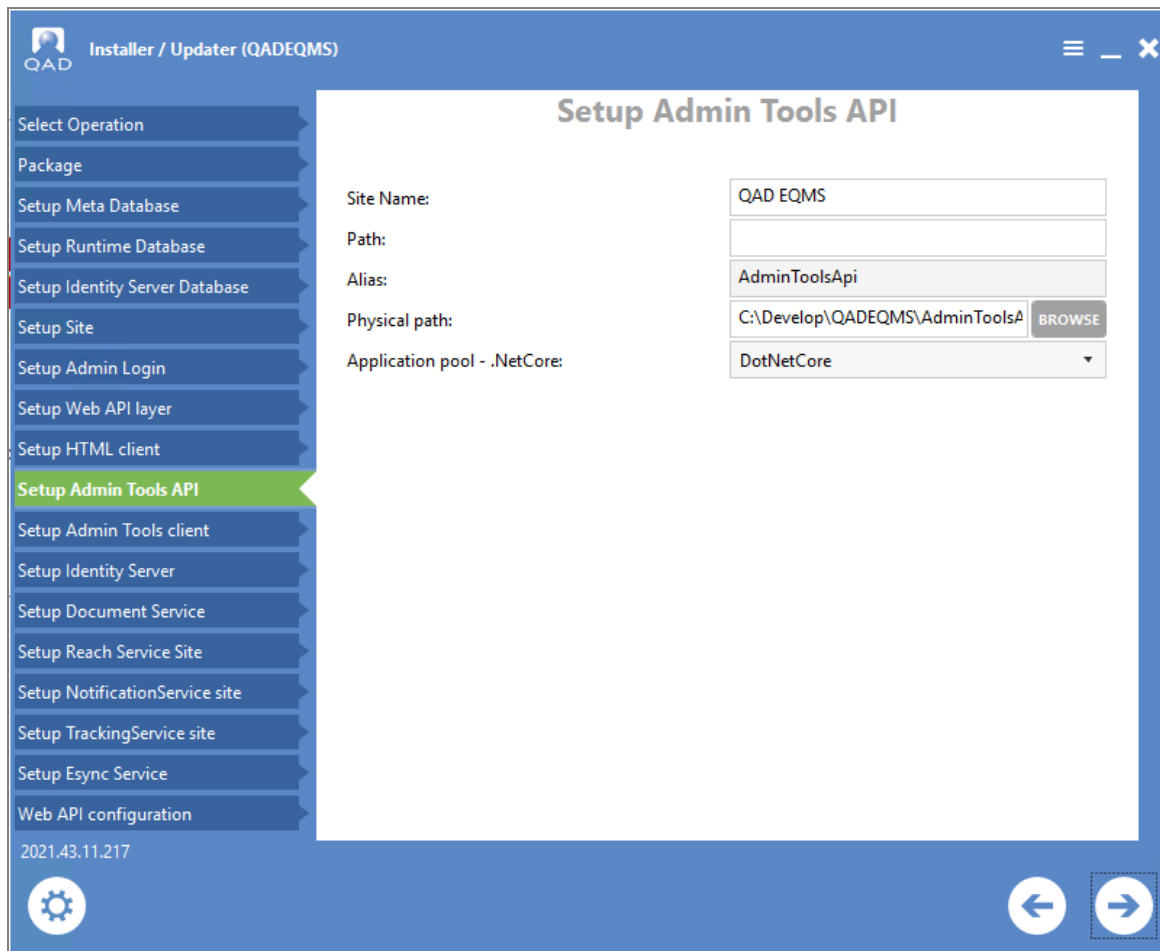 QAD
Installer / Updater (QADEQMS)
Select Operation
Package
Setup Meta Database
Setup Runtime Database
Setup Identity Server Database
Setup Site
Setup Admin Login
Setup Web API layer
Setup HTML client
Setup Admin Tools API
Setup Admin Tools client
Setup Identity Server
Setup Document Service
Setup Reach Service Site
Setup NotificationService site
Setup TrackingService site
Setup Esync Service
Web API configuration
2021.43.11.217
Setup Admin Tools API
Site Name: QAD EQMS
Path:
Alias: AdminToolsApi
Physical path: C:\Develop\QADEQMS\AdminToolsA BROWSE
Application pool - .NetCore: DotNetCore